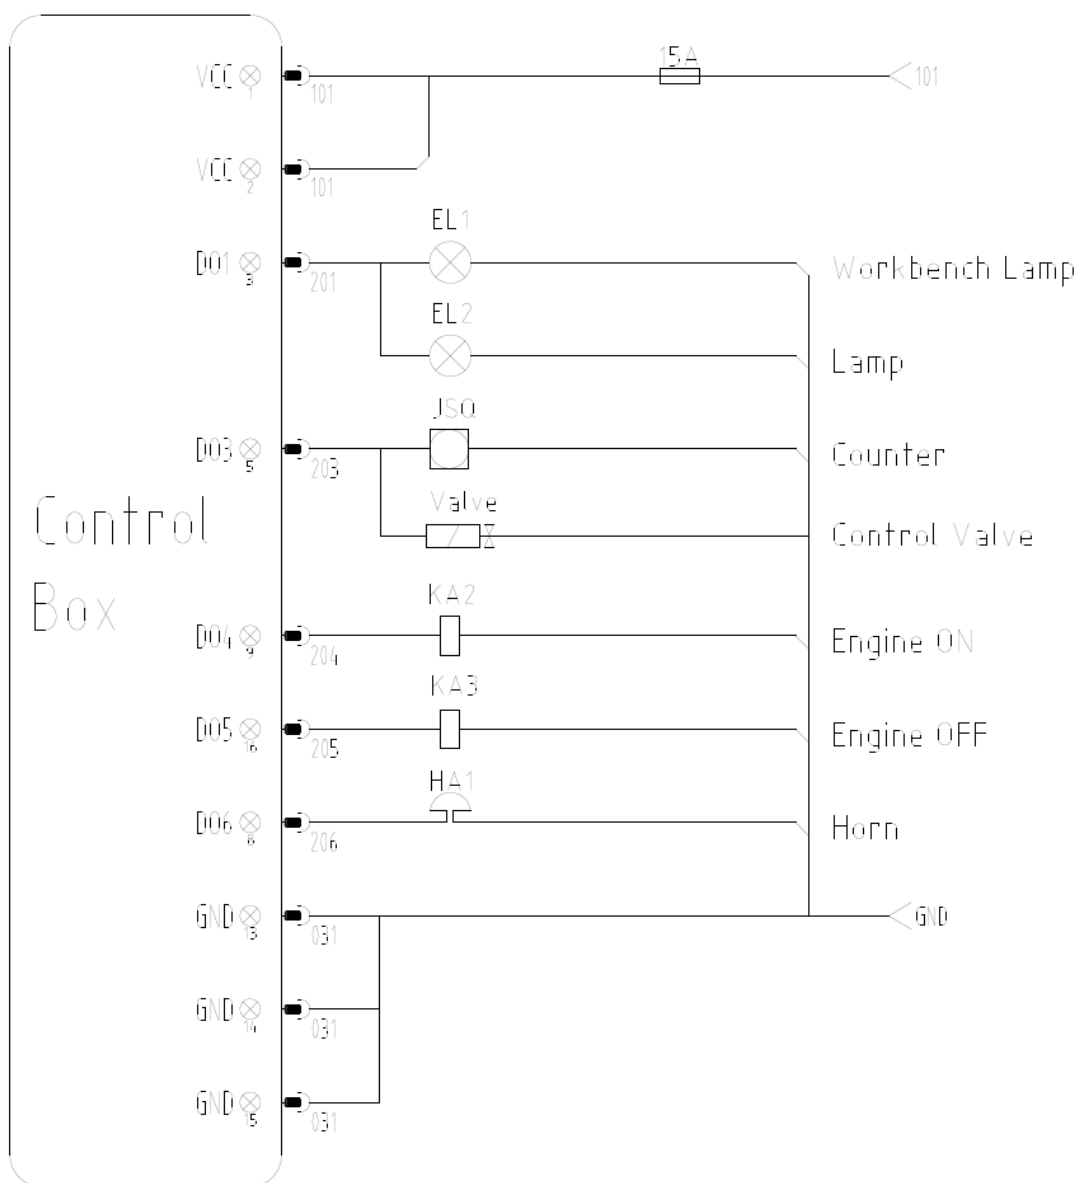 15A
VCC 1 101 101
VCC 2 101
EL1
DO1 3 201 Workbench Lamp
EL2
Lamp
JSQ
DO3 5 203 Counter
Valve
Control Valve
Control
Box
KA2
DO4 9 204 Engine ON
KA3
DO5 16 205 Engine OFF
HA1
DO6 8 206 Horn
GND 13 031 GND
GND 14 031
GND 15 031